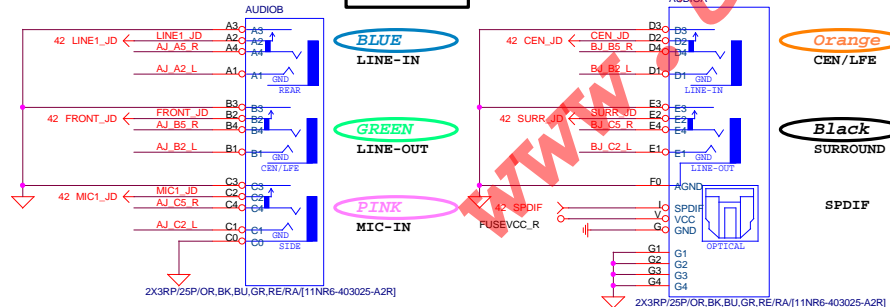 AUDIOB
A3 A3
42 LINE1_JD LINE1_JD A2 A2
AJ_A5_R A4 A4
AJ_A2_L A1 A1
GND
REAR
BLUE
LINE-IN
B3 B3
42 FRONT_JD FRONT_JD B2 B2
AJ_B5_R B4 B4
AJ_B2_L B1 B1
GND
CEN/LFE
GREEN
LINE-OUT
C3 C3
42 MIC1_JD MIC1_JD C2 C2
AJ_C5_R C4 C4
AJ_C2_L C1 C1
GND
C0 C0
SIDE
PINK
MIC-IN
2X3RP/25P/OR,BK,BU,GR,RE/RA/[11NR6-403025-A2R]
D3 D3
42 CEN_JD CEN_JD D2 D2
BJ_B5_R D4 D4
BJ_B2_L D1 D1
GND
LINE-IN
Orange
CEN/LFE
E3 E3
42 SURR_JD SURR_JD E2 E2
BJ_C5_R E4 E4
BJ_C2_L E1 E1
GND
LINE-OUT
Black
SURROUND
F0 AGND
42 SPDIF I SPDIF
FUSEVCC_R V VCC
G GND
OPTICAL
SPDIF
G1 G1
G2 G2
G3 G3
G4 G4
2X3RP/25P/OR,BK,BU,GR,RE/RA/[11NR6-403025-A2R]
www.